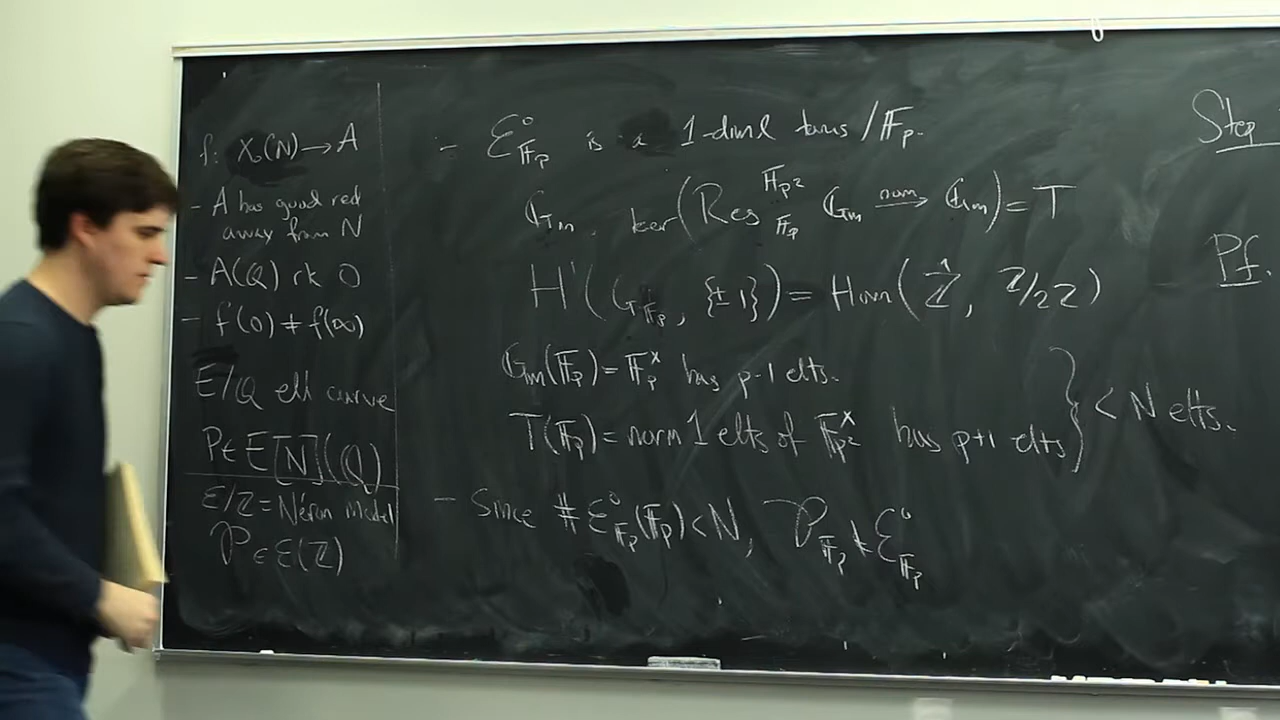 f: X₀(N) → A
- A has good red
away from N
- A(Q) rk 0
- f(0) ≠ f(∞)
E/Q ell curve
P ∈ E[N](Q)
ℰ/ℤ = Néron model
𝒫 ∈ ℰ(ℤ)
- ℰ°_{𝔽_p} is a 1-diml torus / 𝔽_p.
𝔾_m, ker(Res^{𝔽_{p²}}_{𝔽_p} 𝔾_m —norm→ 𝔾_m) = T
H¹(G_{𝔽_p}, {±1}) = Hom(ℤ̂, ℤ/2ℤ)
𝔾_m(𝔽_p) = 𝔽_p^× has p-1 elts.
T(𝔽_p) = norm 1 elts of 𝔽_{p²}^× has p+1 elts
} < N elts.
- Since #ℰ°_{𝔽_p}(𝔽_p) < N, 𝒫_{𝔽_p} ∉ ℰ°_{𝔽_p}
Step
Pf.